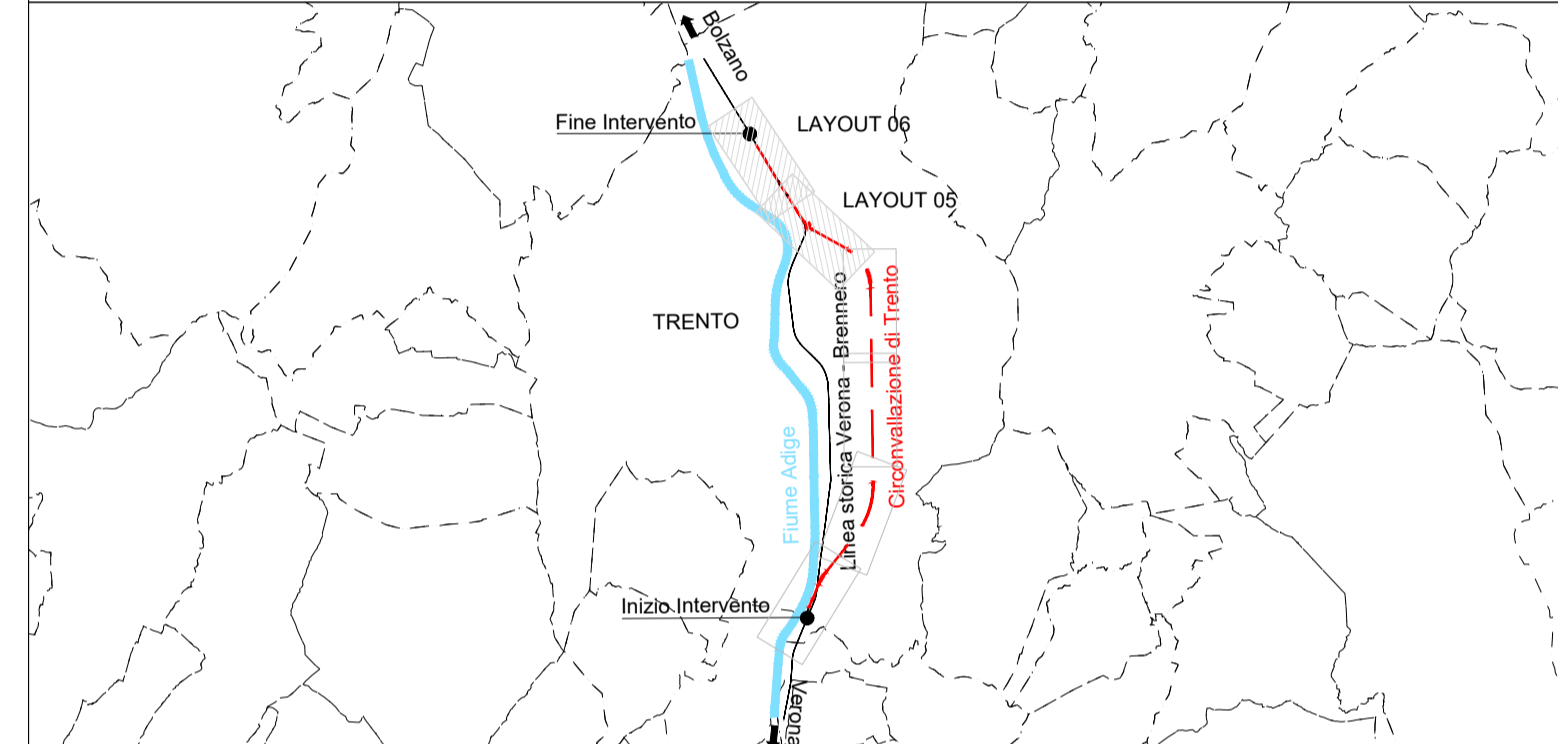 Bolzano
Fine Intervento
LAYOUT 06
LAYOUT 05
TRENTO
Linea storica Verona - Brennero
Circonvallazione di Trento
Fiume Adige
Inizio Intervento
Verona